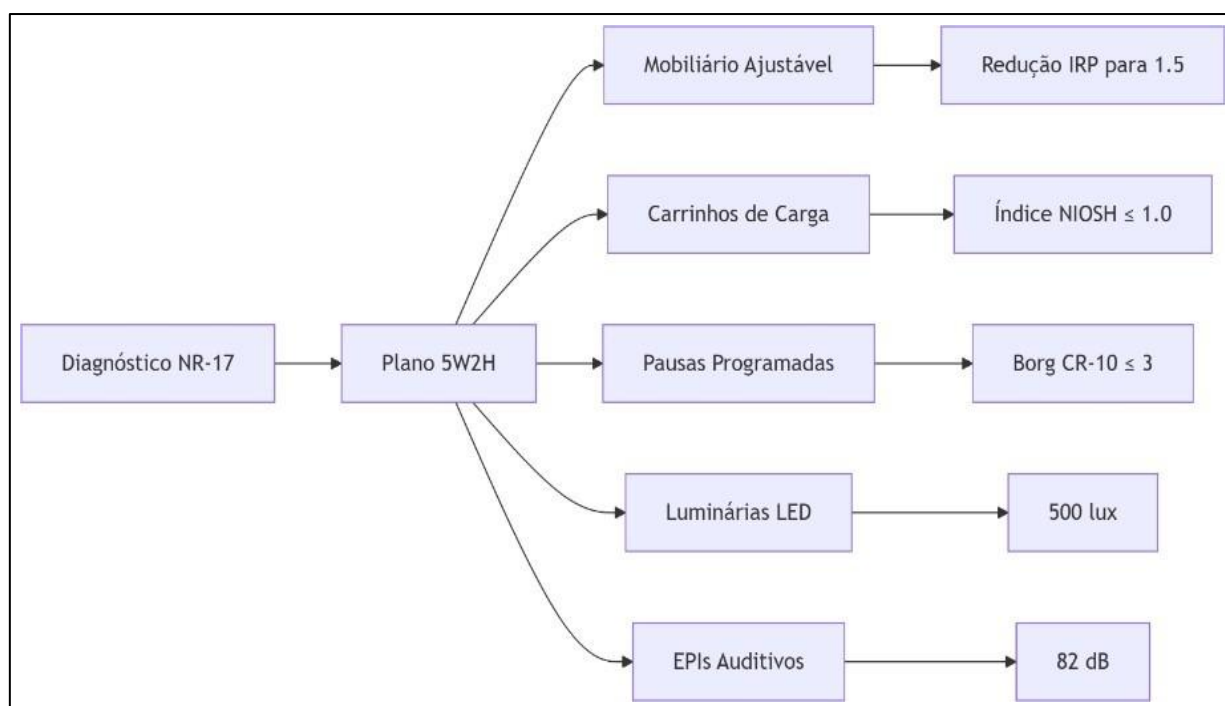 Mobiliário Ajustável
Redução IRP para 1.5
Carrinhos de Carga
Índice NIOSH ≤ 1.0
Diagnóstico NR-17
Plano 5W2H
Pausas Programadas
Borg CR-10 ≤ 3
Luminárias LED
500 lux
EPIs Auditivos
82 dB